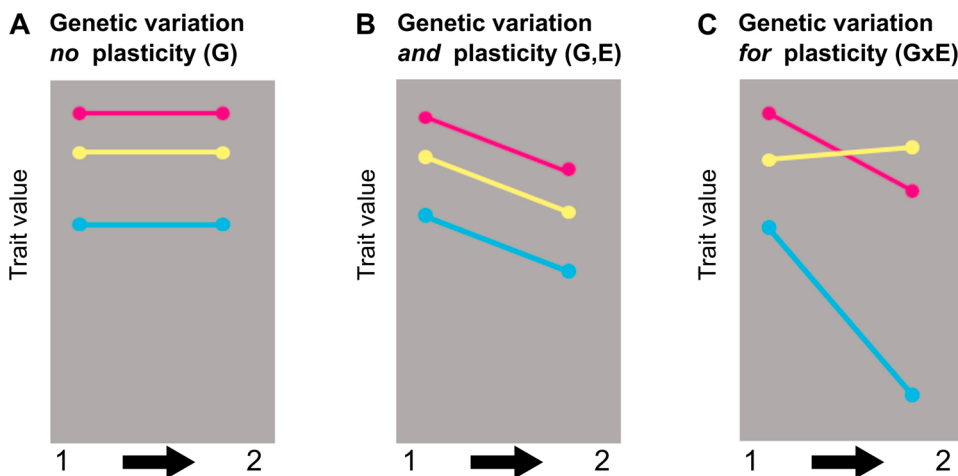 A Genetic variation
no plasticity (G)
Trait value
1 2
B Genetic variation
and plasticity (G,E)
Trait value
1 2
C Genetic variation
for plasticity (GxE)
Trait value
1 2